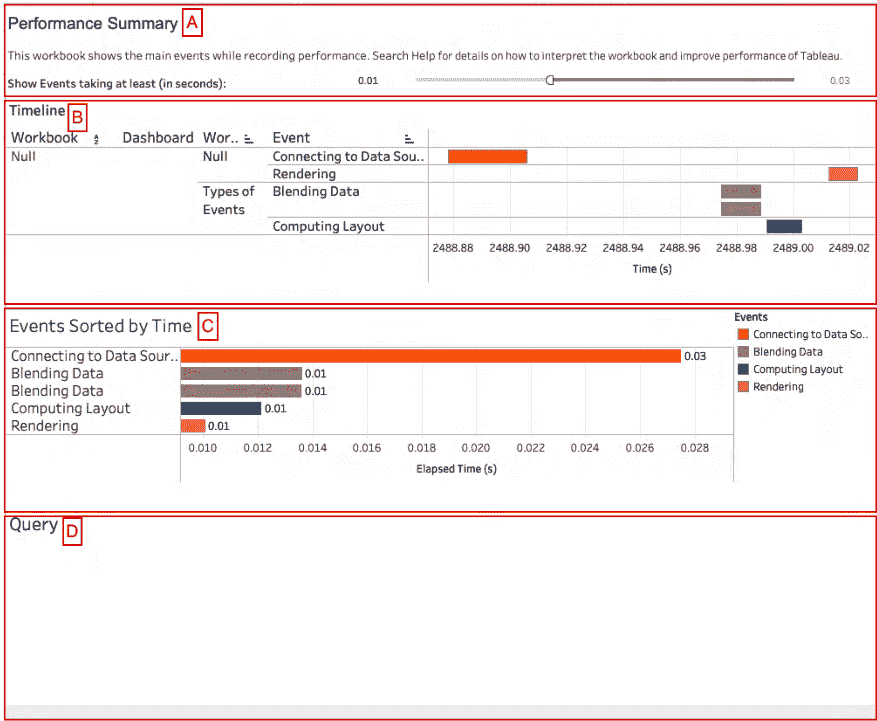 Performance Summary A
This workbook shows the main events while recording performance. Search Help for details on how to interpret the workbook and improve performance of Tableau.
Show Events taking at least (in seconds): 0.01 0.03
Timeline B
Workbook Dashboard Wor.. Event
Null Null Connecting to Data Sou..
Rendering
Types of Events Blending Data
Computing Layout
2488.88 2488.90 2488.92 2488.94 2488.96 2488.98 2489.00 2489.02
Time (s)
Events Sorted by Time C
Connecting to Data Sour.. 0.03
Blending Data 0.01
Blending Data 0.01
Computing Layout 0.01
Rendering 0.01
0.010 0.012 0.014 0.016 0.018 0.020 0.022 0.024 0.026 0.028
Elapsed Time (s)
Events
Connecting to Data So..
Blending Data
Computing Layout
Rendering
Query D